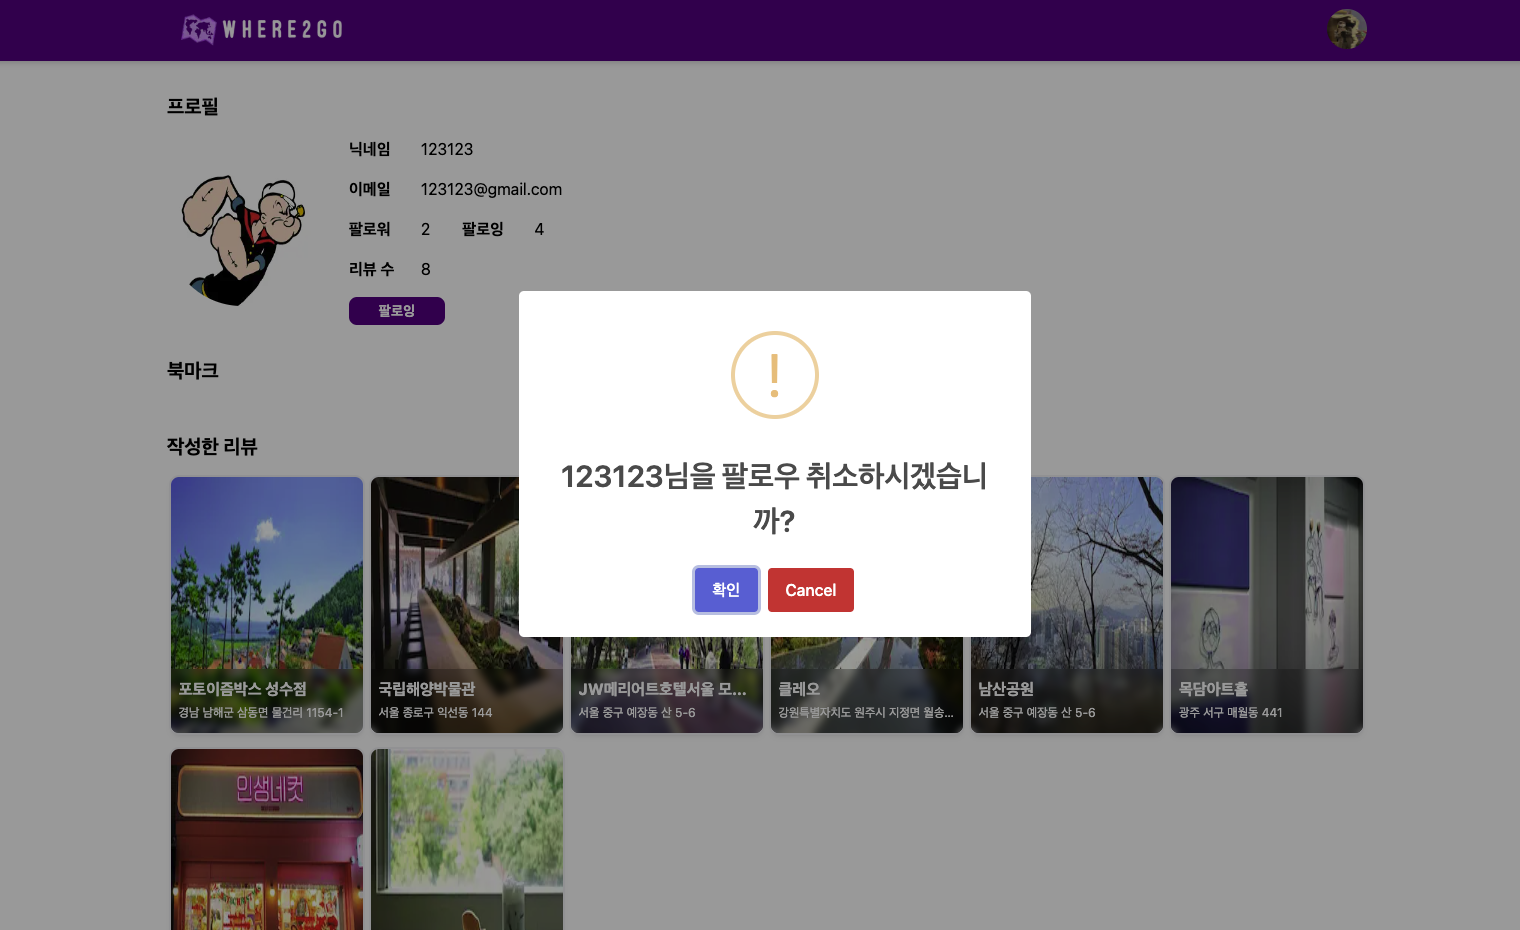 WHERE2GO
프로필
닉네임 123123
이메일 123123@gmail.com
팔로워 2 팔로잉 4
리뷰 수 8
팔로잉
북마크
작성한 리뷰
123123님을 팔로우 취소하시겠습니
까?
확인 Cancel
포토이즘박스 성수점
경남 남해군 삼동면 물건리 1154-1
국립해양박물관
서울 종로구 익선동 144
JW메리어트호텔서울 모...
서울 중구 예장동 산 5-6
클레오
강원특별자치도 원주시 지정면 월송...
남산공원
서울 중구 예장동 산 5-6
목담아트홀
광주 서구 매월동 441
인생네컷